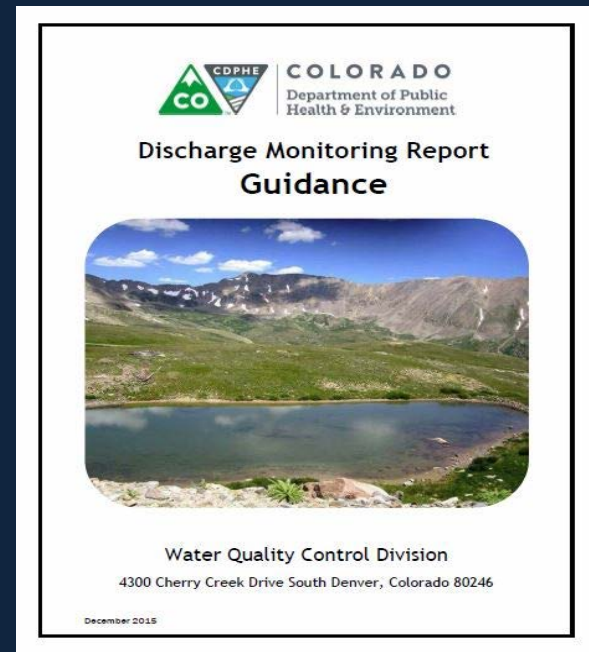 CDPHE
CO
COLORADO
Department of Public
Health & Environment
Discharge Monitoring Report
Guidance
Water Quality Control Division
4300 Cherry Creek Drive South Denver, Colorado 80246
December 2015